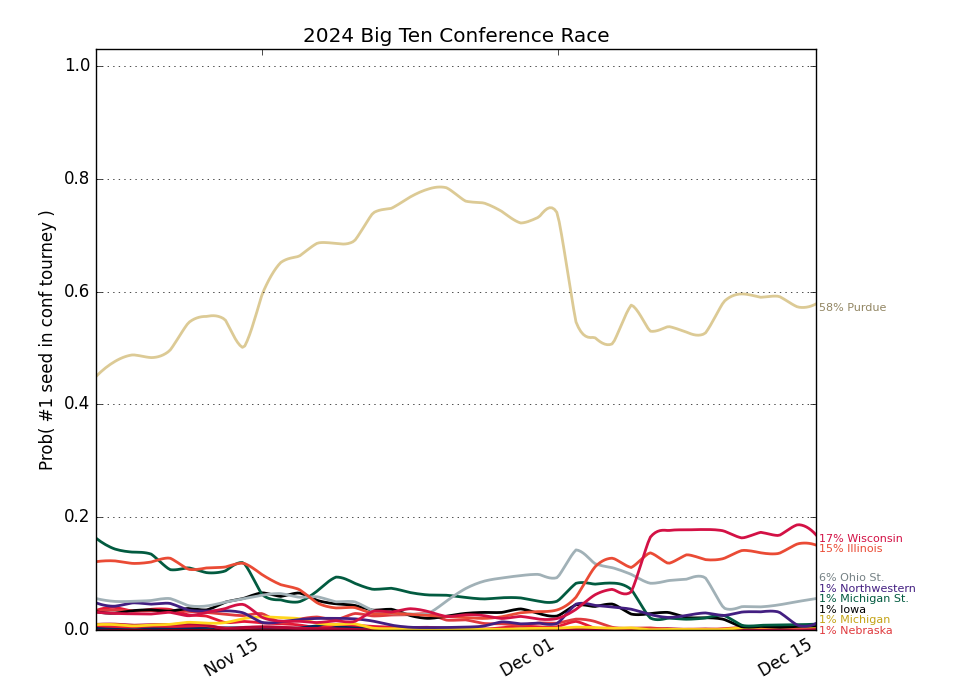 2024 Big Ten Conference Race
Prob( #1 seed in conf tourney )
1.0
0.8
0.6
0.4
0.2
0.0
58% Purdue
17% Wisconsin
15% Illinois
6% Ohio St.
1% Northwestern
1% Michigan St.
1% Iowa
1% Michigan
1% Nebraska
Nov 15
Dec 01
Dec 15